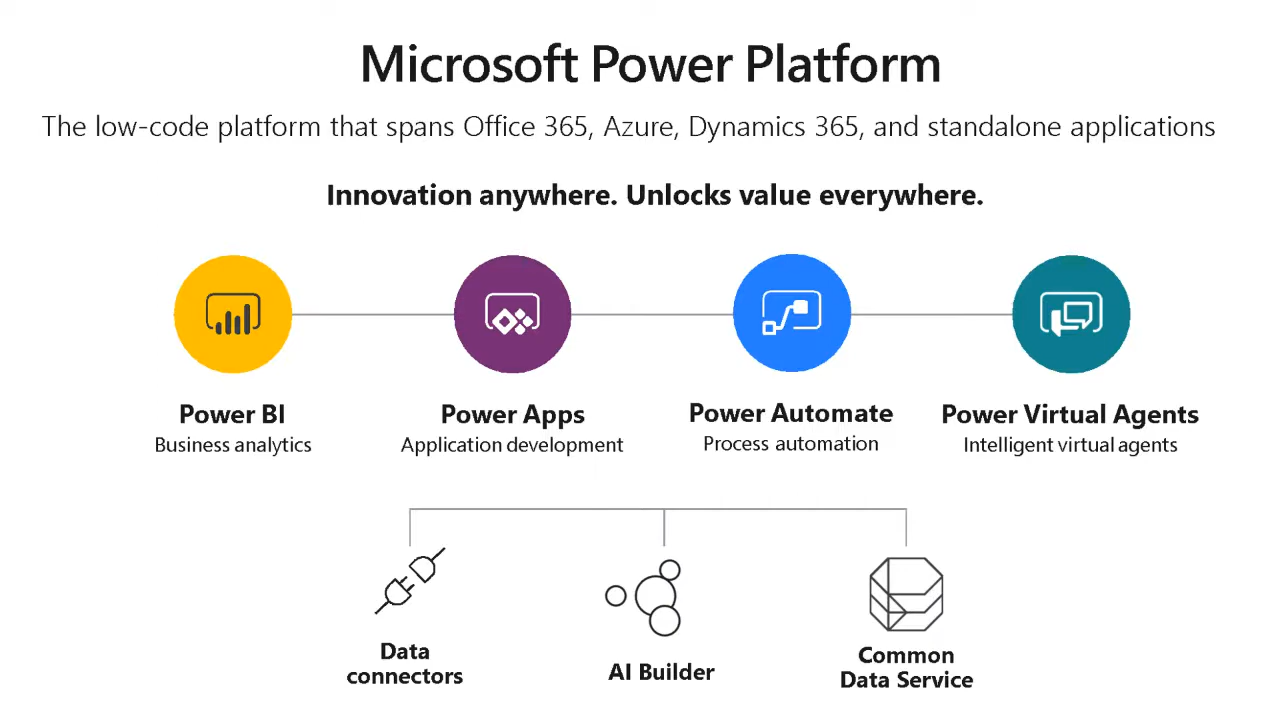 Microsoft Power Platform
The low-code platform that spans Office 365, Azure, Dynamics 365, and standalone applications
Innovation anywhere. Unlocks value everywhere.
Power BI
Business analytics
Power Apps
Application development
Power Automate
Process automation
Power Virtual Agents
Intelligent virtual agents
Data
connectors
AI Builder
Common
Data Service